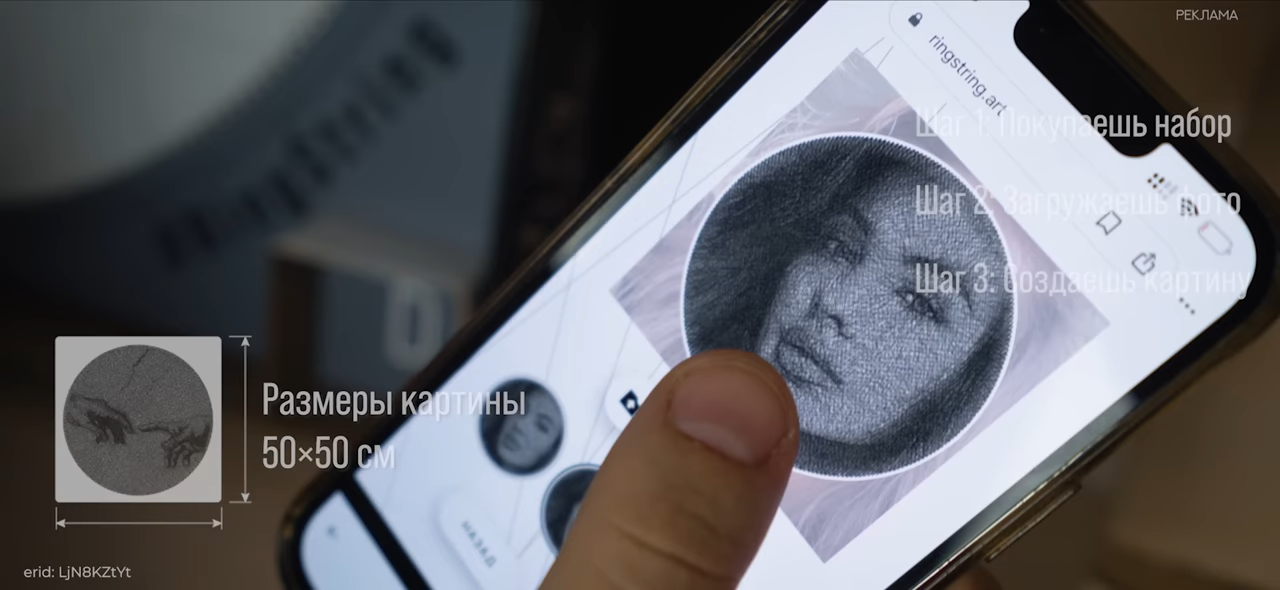 РЕКЛАМА
ringstring.art
Шаг 1: Покупаешь набор
Шаг 2: Загружаешь фото
Шаг 3: Создаешь картину
Размеры картины
50×50 см
НАЗАД
erid: LjN8KZtYt